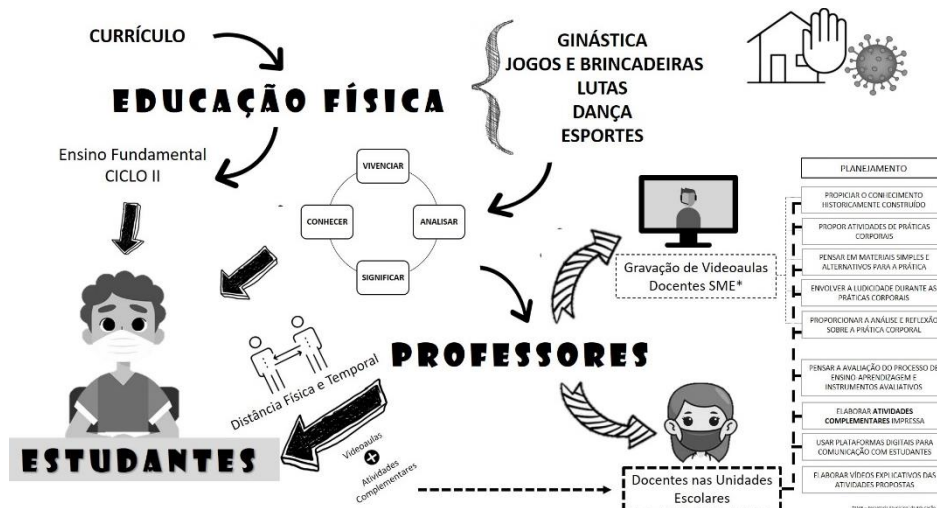 CURRÍCULO
EDUCAÇÃO FÍSICA
Ensino Fundamental
CICLO II
GINÁSTICA
JOGOS E BRINCADEIRAS
LUTAS
DANÇA
ESPORTES
VIVENCIAR
CONHECER
ANALISAR
SIGNIFICAR
Gravação de Videoaulas
Docentes SME*
PROFESSORES
Distância Física e Temporal
Videoaulas
+
Atividades
Complementares
ESTUDANTES
Docentes nas Unidades
Escolares
PLANEJAMENTO
PROPICIAR O CONHECIMENTO
HISTORICAMENTE CONSTRUÍDO
PROPOR ATIVIDADES DE PRÁTICAS
CORPORAIS
PENSAR EM MATERIAIS SIMPLES E
ALTERNATIVOS PARA A PRÁTICA
ENVOLVER A LUDICIDADE DURANTE AS
PRÁTICAS CORPORAIS
PROPORCIONAR A ANÁLISE E REFLEXÃO
SOBRE A PRÁTICA CORPORAL
PENSAR A AVALIAÇÃO DO PROCESSO DE
ENSINO APRENDIZAGEM E
INSTRUMENTOS AVALIATIVOS
ELABORAR ATIVIDADES
COMPLEMENTARES IMPRESSA
USAR PLATAFORMAS DIGITAIS PARA
COMUNICAÇÃO COM ESTUDANTES
ELABORAR VÍDEOS EXPLICATIVOS DAS
ATIVIDADES PROPOSTAS